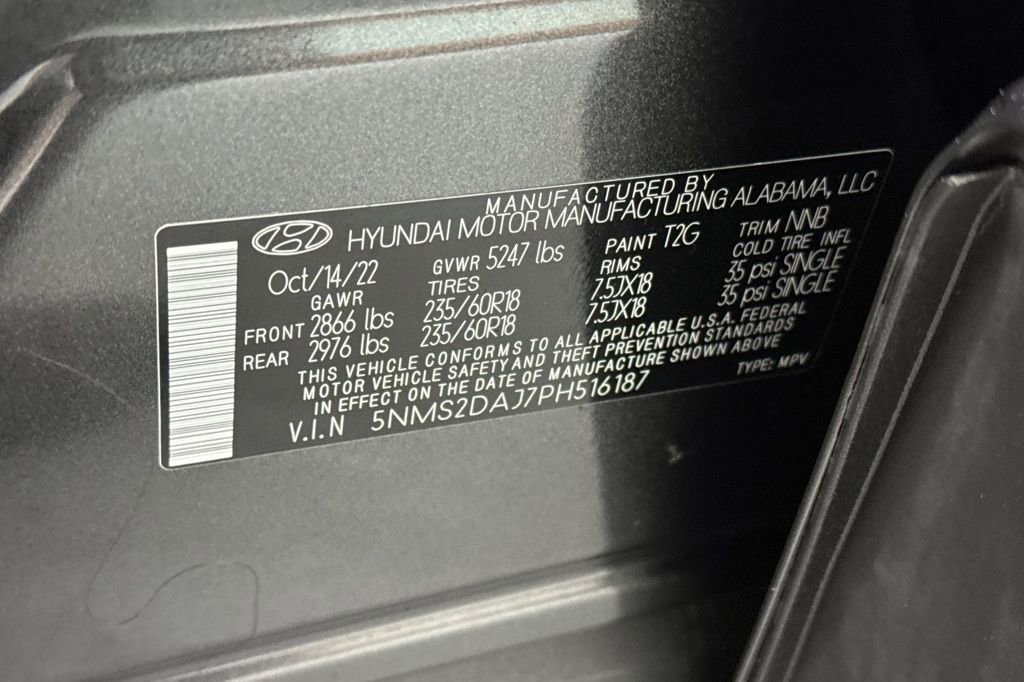 MANUFACTURED BY
HYUNDAI MOTOR MANUFACTURING ALABAMA, LLC
Oct/14/22 GVWR 5247 lbs PAINT T2G TRIM NNB
GAWR TIRES RIMS COLD TIRE INFL
FRONT 2866 lbs 235/60R18 7.5JX18 35 psi SINGLE
REAR 2976 lbs 235/60R18 7.5JX18 35 psi SINGLE
THIS VEHICLE CONFORMS TO ALL APPLICABLE U.S.A. FEDERAL
MOTOR VEHICLE SAFETY AND THEFT PREVENTION STANDARDS
IN EFFECT ON THE DATE OF MANUFACTURE SHOWN ABOVE
V.I.N 5NMS2DAJ7PH516187 TYPE: MPV